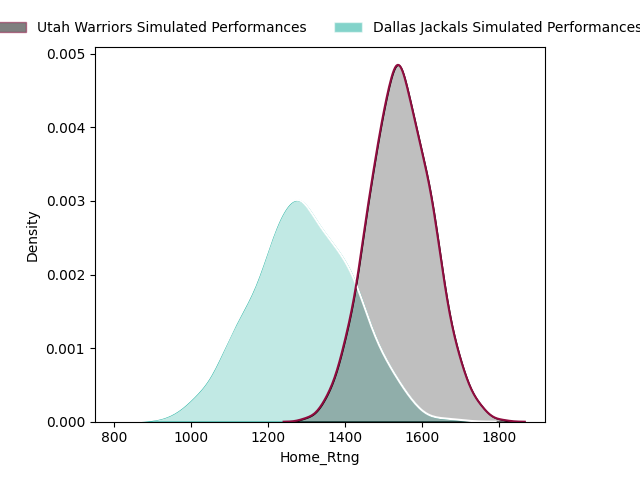 Utah Warriors Simulated Performances
Dallas Jackals Simulated Performances
0.005
0.004
0.003
0.002
0.001
0.000
Density
800 1000 1200 1400 1600 1800
Home_Rtng